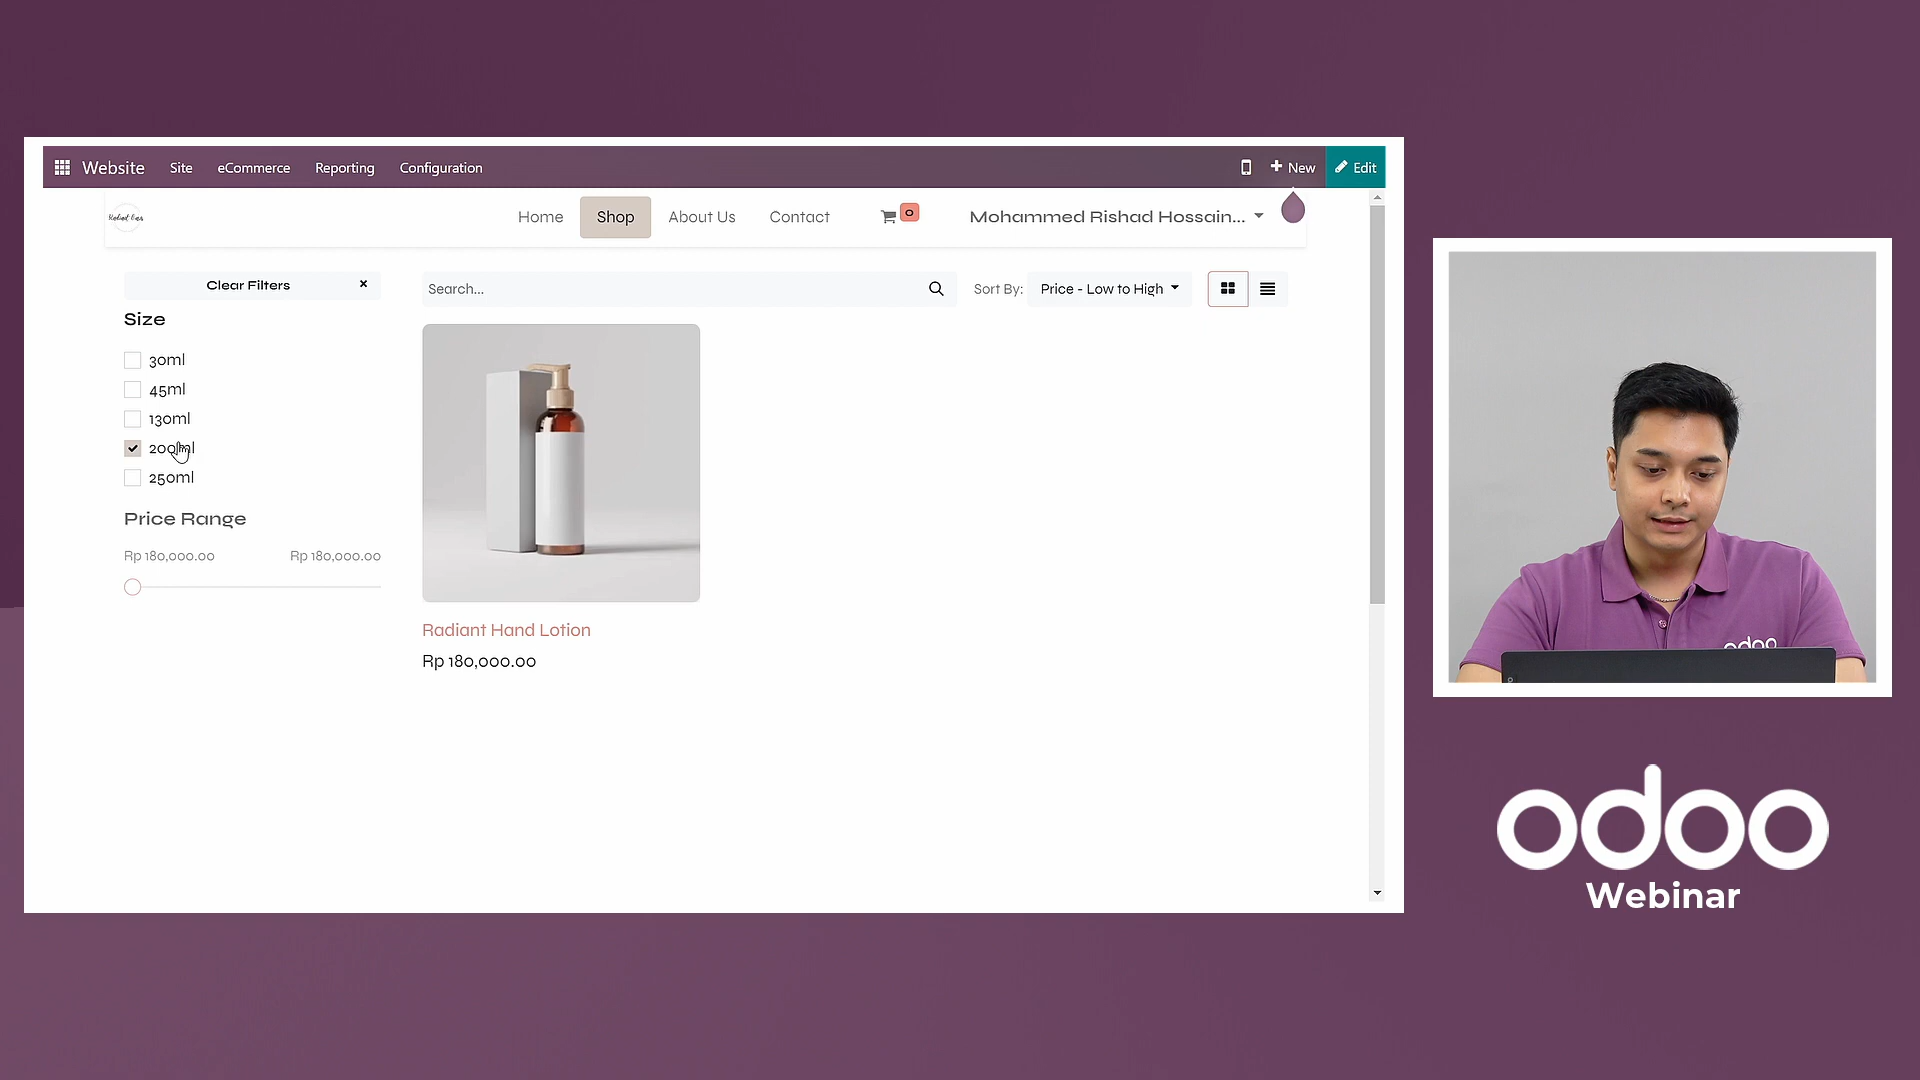 Website Site eCommerce Reporting Configuration New Edit
Home Shop About Us Contact 0 Mohammed Rishad Hossain...
Clear Filters
Search... Sort By: Price - Low to High
Size
30ml
45ml
130ml
200ml
250ml
Price Range
Rp 180,000.00 Rp 180,000.00
Radiant Hand Lotion
Rp 180,000.00
odoo
odoo
Webinar